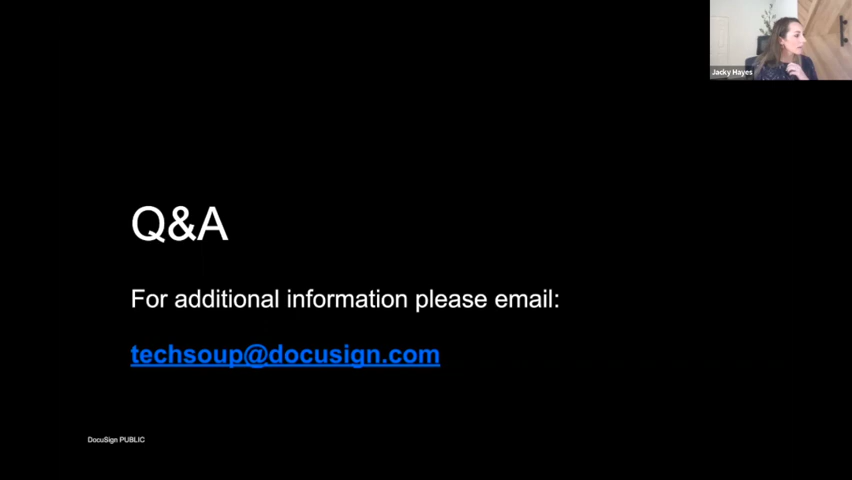 Jacky Hayes
Q&A
For additional information please email:
techsoup@docusign.com
DocuSign PUBLIC